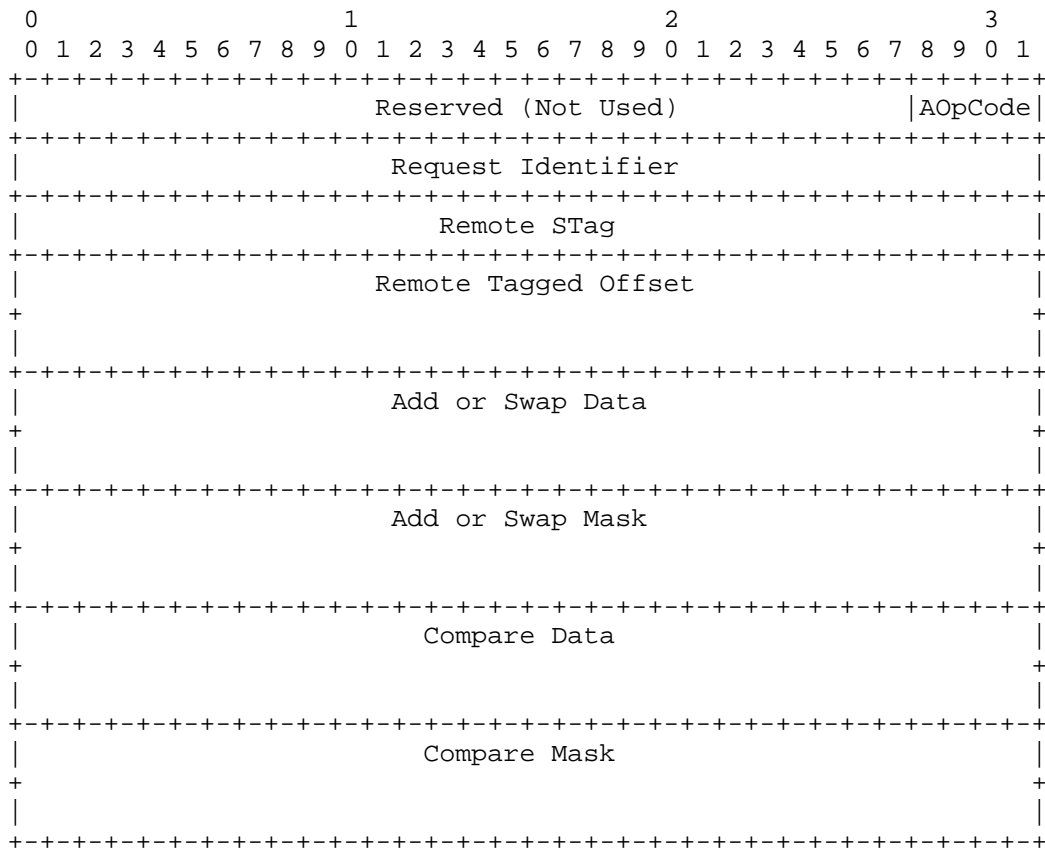 0                   1                   2                   3
 0 1 2 3 4 5 6 7 8 9 0 1 2 3 4 5 6 7 8 9 0 1 2 3 4 5 6 7 8 9 0 1
+-+-+-+-+-+-+-+-+-+-+-+-+-+-+-+-+-+-+-+-+-+-+-+-+-+-+-+-+-+-+-+-+
|                      Reserved (Not Used)              |AOpCode|
+-+-+-+-+-+-+-+-+-+-+-+-+-+-+-+-+-+-+-+-+-+-+-+-+-+-+-+-+-+-+-+-+
|                       Request Identifier                      |
+-+-+-+-+-+-+-+-+-+-+-+-+-+-+-+-+-+-+-+-+-+-+-+-+-+-+-+-+-+-+-+-+
|                          Remote STag                          |
+-+-+-+-+-+-+-+-+-+-+-+-+-+-+-+-+-+-+-+-+-+-+-+-+-+-+-+-+-+-+-+-+
|                      Remote Tagged Offset                     |
+                                                               +
|                                                               |
+-+-+-+-+-+-+-+-+-+-+-+-+-+-+-+-+-+-+-+-+-+-+-+-+-+-+-+-+-+-+-+-+
|                       Add or Swap Data                        |
+                                                               +
|                                                               |
+-+-+-+-+-+-+-+-+-+-+-+-+-+-+-+-+-+-+-+-+-+-+-+-+-+-+-+-+-+-+-+-+
|                       Add or Swap Mask                        |
+                                                               +
|                                                               |
+-+-+-+-+-+-+-+-+-+-+-+-+-+-+-+-+-+-+-+-+-+-+-+-+-+-+-+-+-+-+-+-+
|                         Compare Data                          |
+                                                               +
|                                                               |
+-+-+-+-+-+-+-+-+-+-+-+-+-+-+-+-+-+-+-+-+-+-+-+-+-+-+-+-+-+-+-+-+
|                         Compare Mask                          |
+                                                               +
|                                                               |
+-+-+-+-+-+-+-+-+-+-+-+-+-+-+-+-+-+-+-+-+-+-+-+-+-+-+-+-+-+-+-+-+